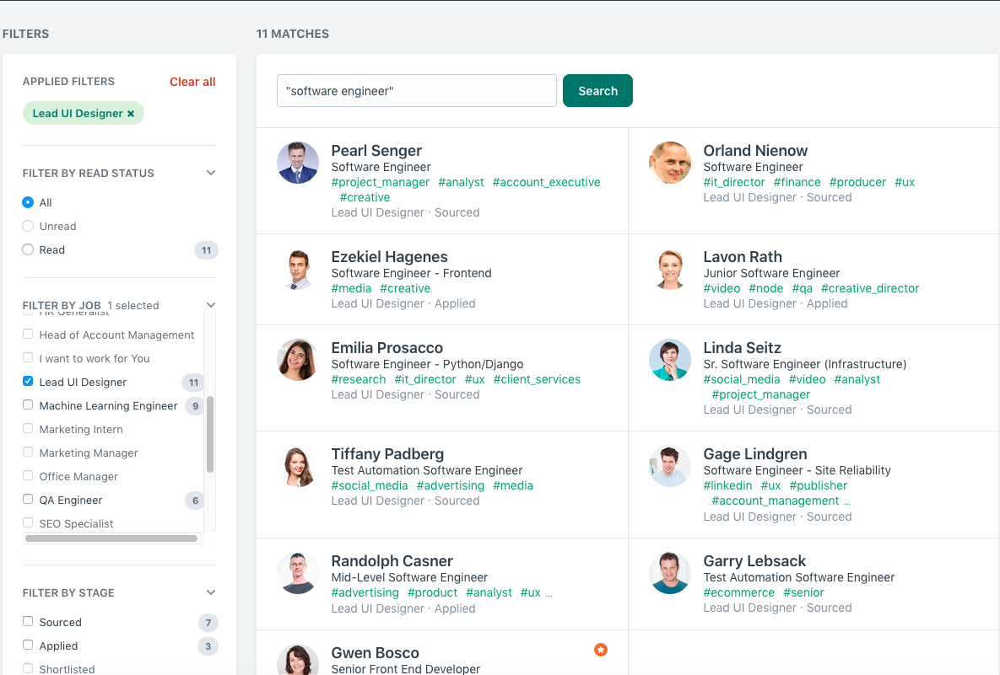 FILTERS
APPLIED FILTERS
Clear all
Lead UI Designer ×
FILTER BY READ STATUS
All
Unread
Read 11
FILTER BY JOB 1 selected
HR Generalist
Head of Account Management
I want to work for You
Lead UI Designer 11
Machine Learning Engineer 9
Marketing Intern
Marketing Manager
Office Manager
QA Engineer 6
SEO Specialist
FILTER BY STAGE
Sourced 7
Applied 3
Shortlisted
11 MATCHES
"software engineer"
Search
Pearl Senger
Software Engineer
#project_manager #analyst #account_executive
#creative
Lead UI Designer · Sourced
Orland Nienow
Software Engineer
#it_director #finance #producer #ux
Lead UI Designer · Sourced
Ezekiel Hagenes
Software Engineer - Frontend
#media #creative
Lead UI Designer · Applied
Lavon Rath
Junior Software Engineer
#video #node #qa #creative_director
Lead UI Designer · Applied
Emilia Prosacco
Software Engineer - Python/Django
#research #it_director #ux #client_services
Lead UI Designer · Sourced
Linda Seitz
Sr. Software Engineer (Infrastructure)
#social_media #video #analyst
#project_manager
Lead UI Designer · Sourced
Tiffany Padberg
Test Automation Software Engineer
#social_media #advertising #media
Lead UI Designer · Sourced
Gage Lindgren
Software Engineer - Site Reliability
#linkedin #ux #publisher
#account_management ...
Lead UI Designer · Sourced
Randolph Casner
Mid-Level Software Engineer
#advertising #product #analyst #ux ...
Lead UI Designer · Applied
Garry Lebsack
Test Automation Software Engineer
#ecommerce #senior
Lead UI Designer · Sourced
Gwen Bosco
Senior Front End Developer